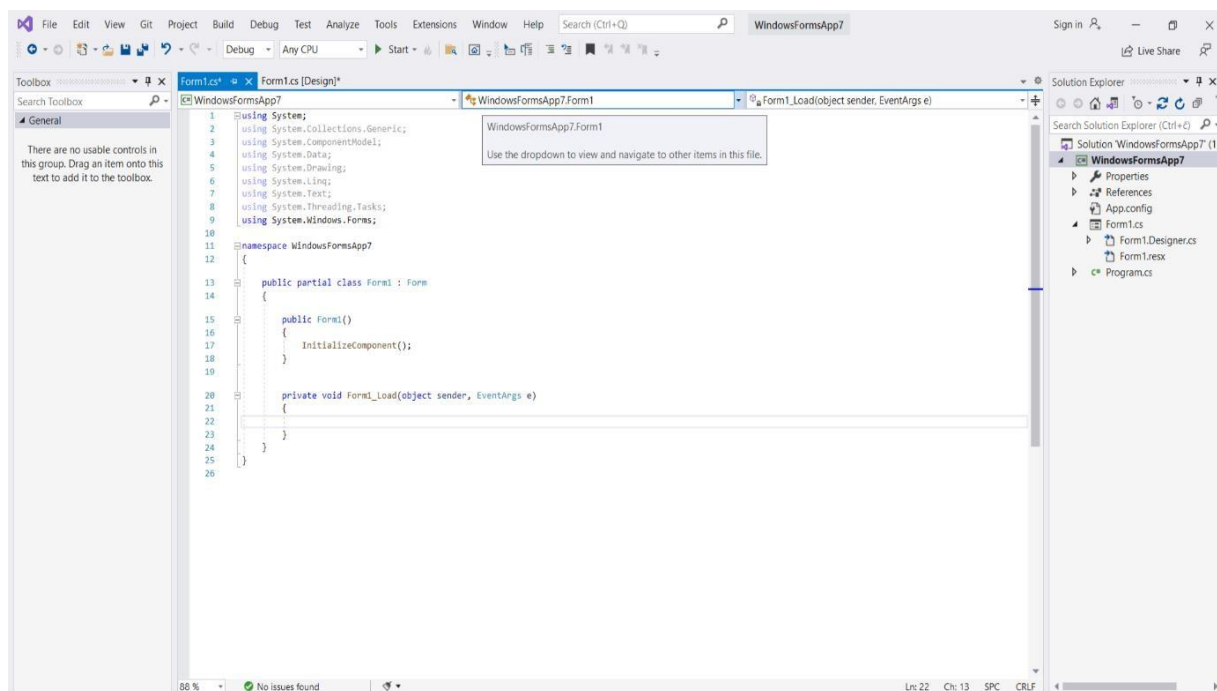 File Edit View Git Project Build Debug Test Analyze Tools Extensions Window Help Search (Ctrl+Q) WindowsFormsApp7 Sign in
Debug Any CPU Start Live Share
Toolbox
Search Toolbox
General
There are no usable controls in
this group. Drag an item onto this
text to add it to the toolbox.
Form1.cs* Form1.cs [Design]*
WindowsFormsApp7 WindowsFormsApp7.Form1 Form1_Load(object sender, EventArgs e)
WindowsFormsApp7.Form1
Use the dropdown to view and navigate to other items in this file.
1 using System;
2 using System.Collections.Generic;
3 using System.ComponentModel;
4 using System.Data;
5 using System.Drawing;
6 using System.Linq;
7 using System.Text;
8 using System.Threading.Tasks;
9 using System.Windows.Forms;
10
11 namespace WindowsFormsApp7
12 {
13 public partial class Form1 : Form
14 {
15 public Form1()
16 {
17 InitializeComponent();
18 }
19
20 private void Form1_Load(object sender, EventArgs e)
21 {
22
23 }
24 }
25 }
26
88 % No issues found Ln: 22 Ch: 13 SPC CRLF
Solution Explorer
Search Solution Explorer (Ctrl+č)
Solution 'WindowsFormsApp7' (1
WindowsFormsApp7
Properties
References
App.config
Form1.cs
Form1.Designer.cs
Form1.resx
C# Program.cs